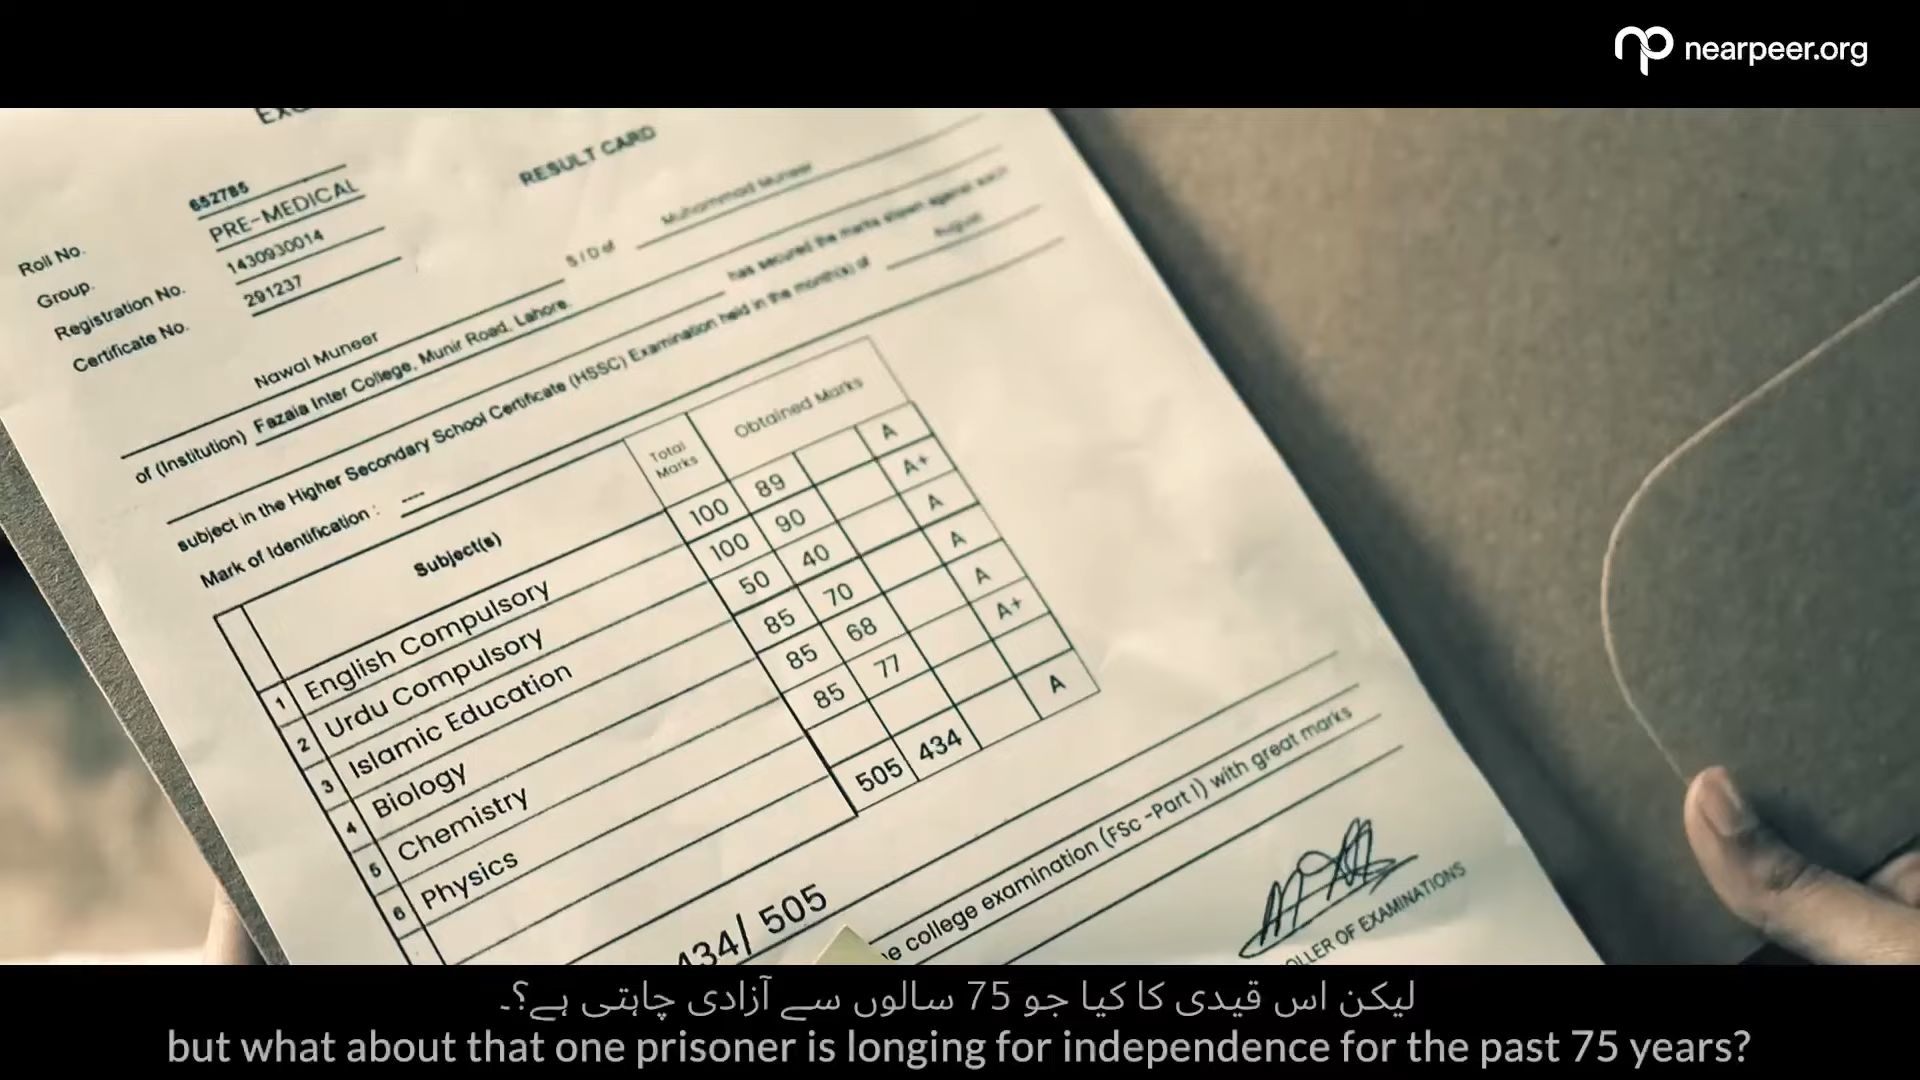 nearpeer.org
RESULT CARD
Roll No. 652785
Group. PRE-MEDICAL
Registration No. 1430930014
Certificate No. 291237
Nawal Muneer S / D of Muhammad Muneer
of (Institution) Fazaia Inter College, Munir Road, Lahore. has secured the marks shown against each
subject in the Higher Secondary School Certificate (HSSC) Examination held in the month(s) of August
Mark of Identification : ----
Subject(s) Total Marks Obtained Marks
1 English Compulsory 100 89 A
2 Urdu Compulsory 100 90 A+
3 Islamic Education 50 40 A
4 Biology 85 70 A
5 Chemistry 85 68 A
6 Physics 85 77 A+
505 434 A
434/ 505
college examination (FSc -Part I) with great marks
OF EXAMINATIONS
لیکن اس قیدی کا کیا جو 75 سالوں سے آزادی چاہتی ہے؟۔
but what about that one prisoner is longing for independence for the past 75 years?